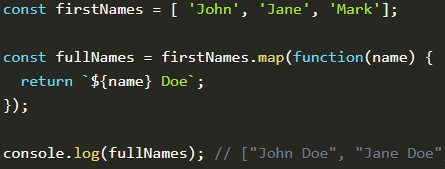 const firstNames = [ 'John', 'Jane', 'Mark'];
const fullNames = firstNames.map(function(name) {
return `${name} Doe`;
});
console.log(fullNames); // ["John Doe", "Jane Doe"